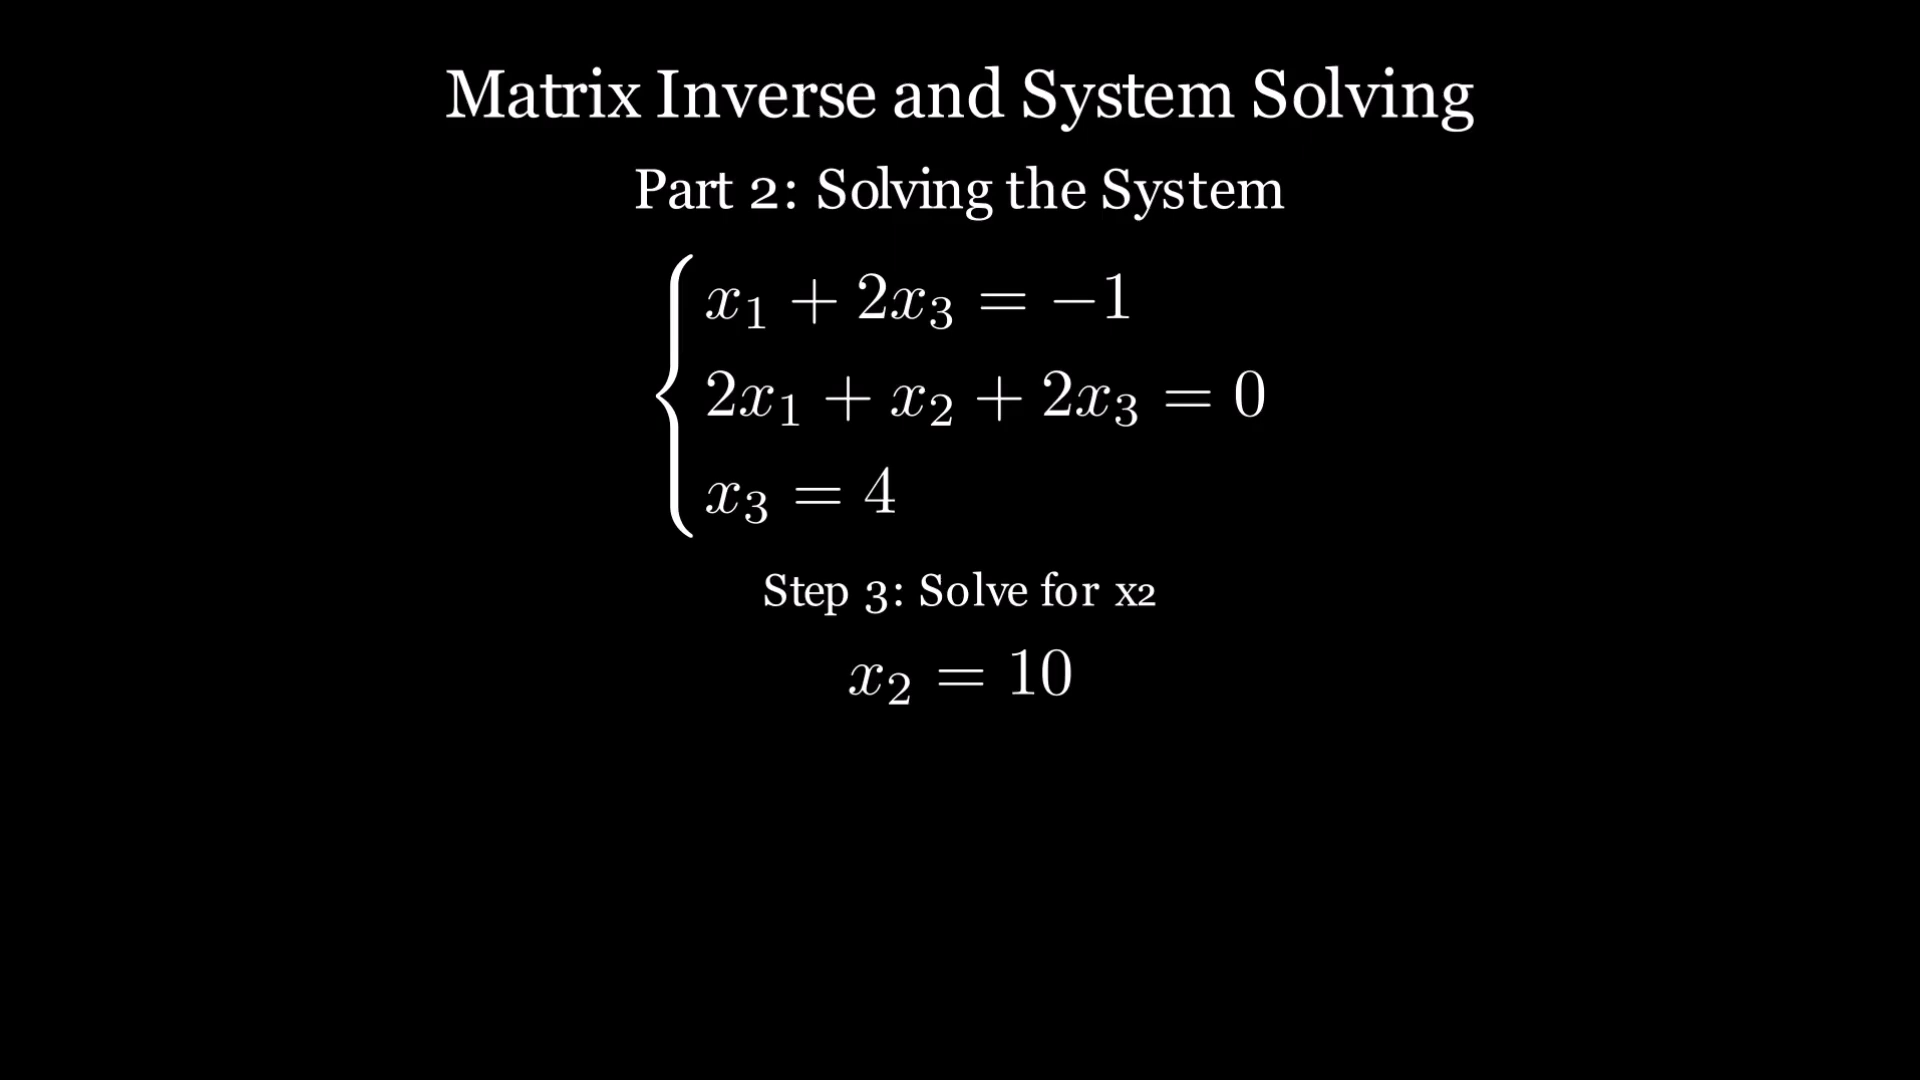 Matrix Inverse and System Solving
Part 2: Solving the System
x₁ + 2x₃ = −1
2x₁ + x₂ + 2x₃ = 0
x₃ = 4
Step 3: Solve for x2
x₂ = 10